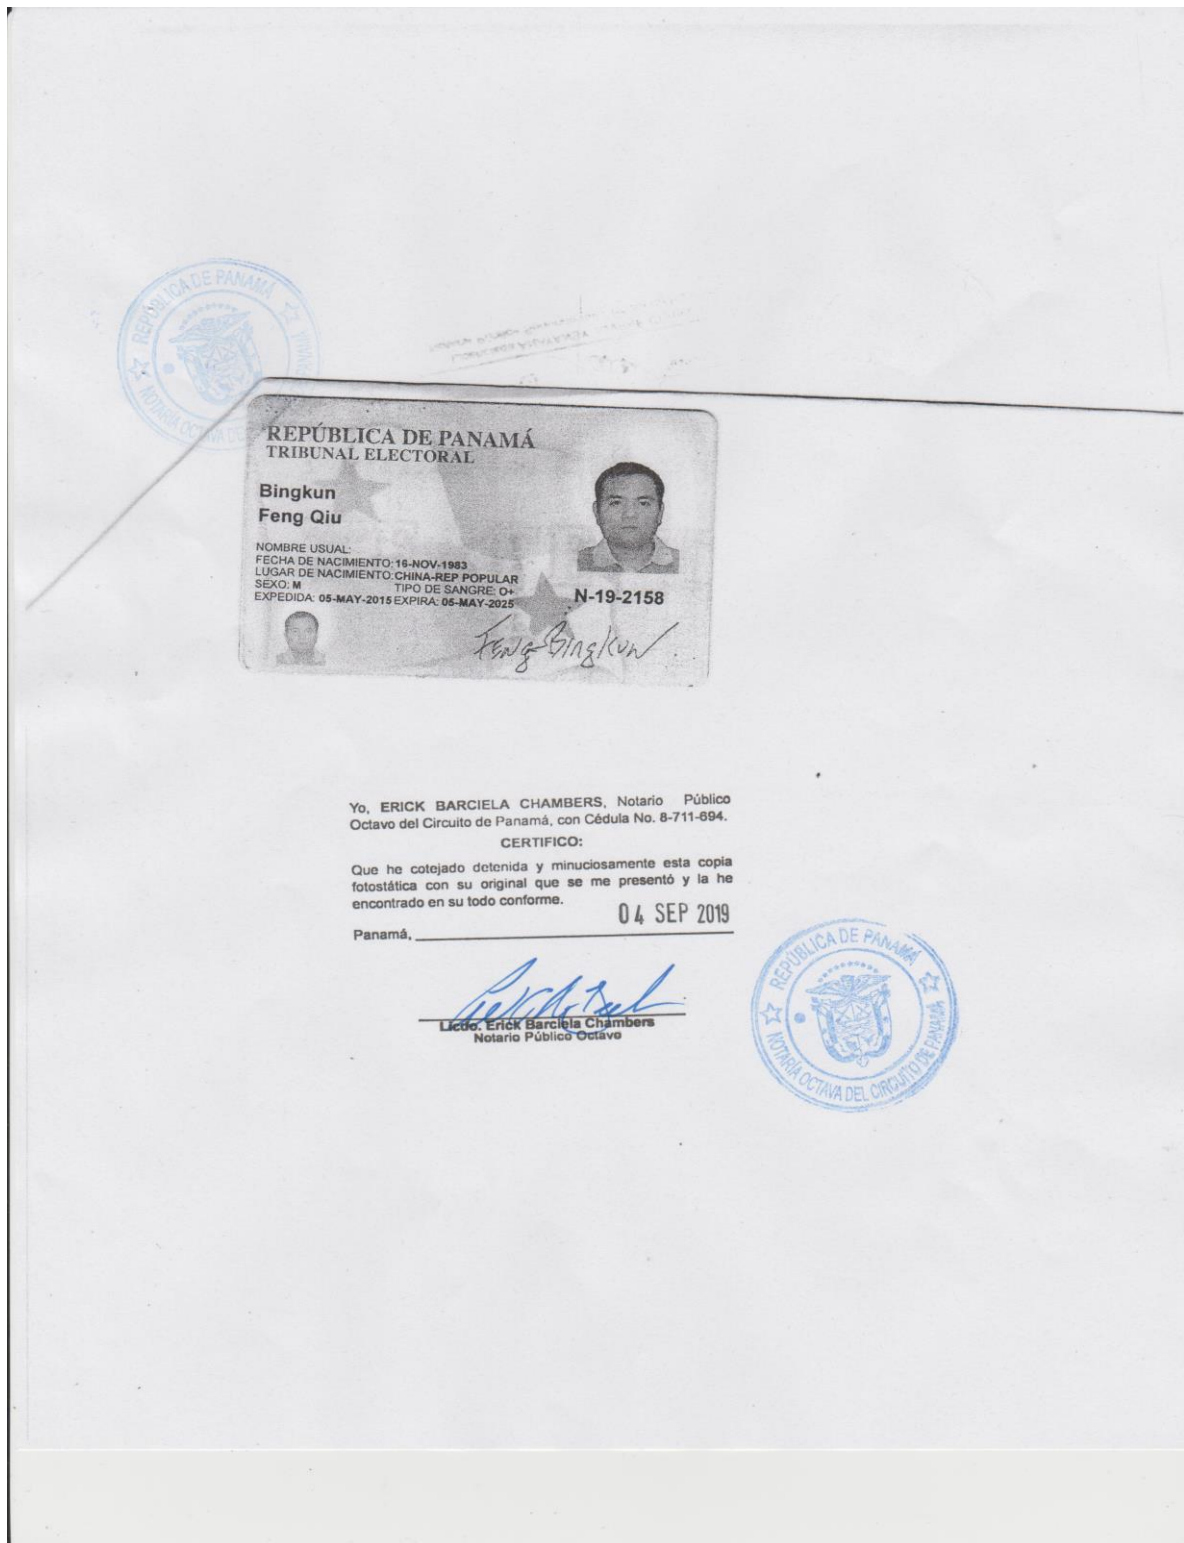 REPÚBLICA DE PANAMÁ
NOTARÍA OCTAVA DE
PANAMÁ
REPÚBLICA DE PANAMÁ
TRIBUNAL ELECTORAL
Bingkun
Feng Qiu
NOMBRE USUAL:
FECHA DE NACIMIENTO: 16-NOV-1983
LUGAR DE NACIMIENTO: CHINA-REP POPULAR
SEXO: M TIPO DE SANGRE: O+
EXPEDIDA: 05-MAY-2015 EXPIRA: 05-MAY-2025
N-19-2158
Feng Bingkun
Yo, ERICK BARCIELA CHAMBERS, Notario Público
Octavo del Circuito de Panamá, con Cédula No. 8-711-694.
CERTIFICO:
Que he cotejado detenida y minuciosamente esta copia
fotostática con su original que se me presentó y la he
encontrado en su todo conforme.
04 SEP 2019
Panamá,
Licdo. Erick Barciela Chambers
Notario Público Octavo
REPÚBLICA DE PANAMÁ
NOTARÍA OCTAVA DEL CIRCUITO DE PANAMÁ